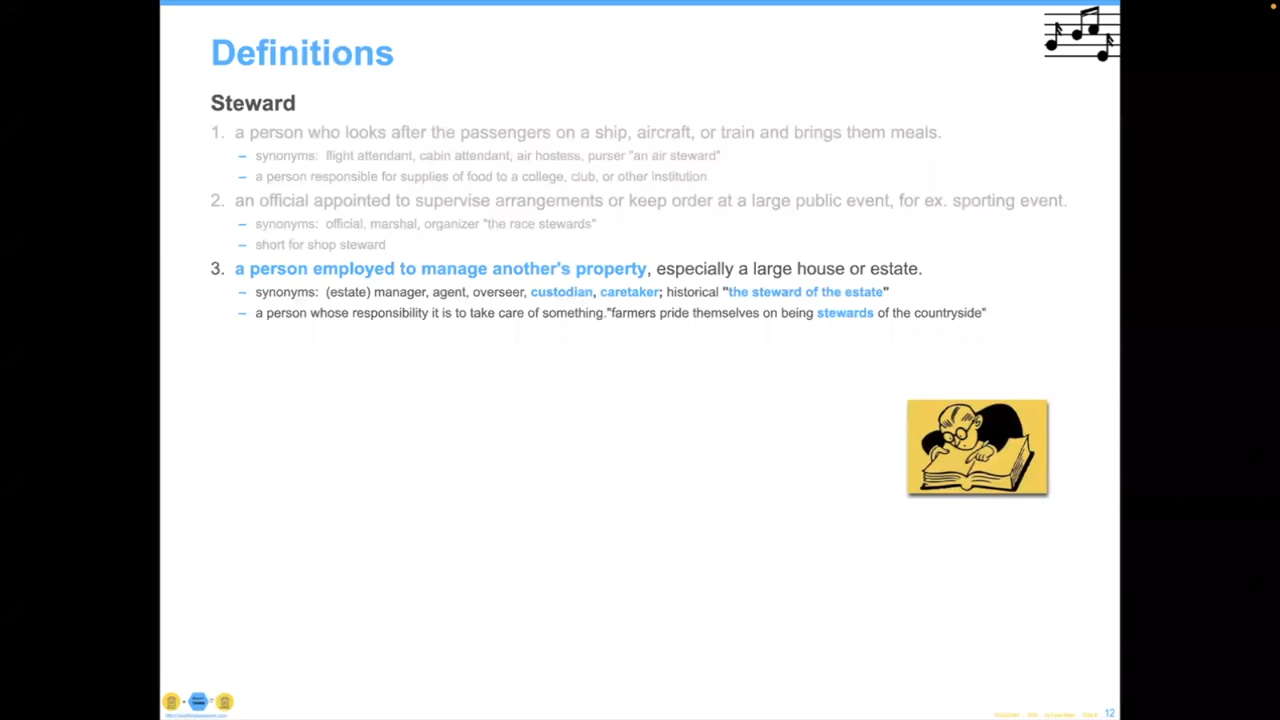 Definitions
Steward
1. a person who looks after the passengers on a ship, aircraft, or train and brings them meals.
– synonyms: flight attendant, cabin attendant, air hostess, purser "an air steward"
– a person responsible for supplies of food to a college, club, or other institution
2. an official appointed to supervise arrangements or keep order at a large public event, for ex. sporting event.
– synonyms: official, marshal, organizer "the race stewards"
– short for shop steward
3. a person employed to manage another's property, especially a large house or estate.
– synonyms: (estate) manager, agent, overseer, custodian, caretaker; historical "the steward of the estate"
– a person whose responsibility it is to take care of something."farmers pride themselves on being stewards of the countryside"
12